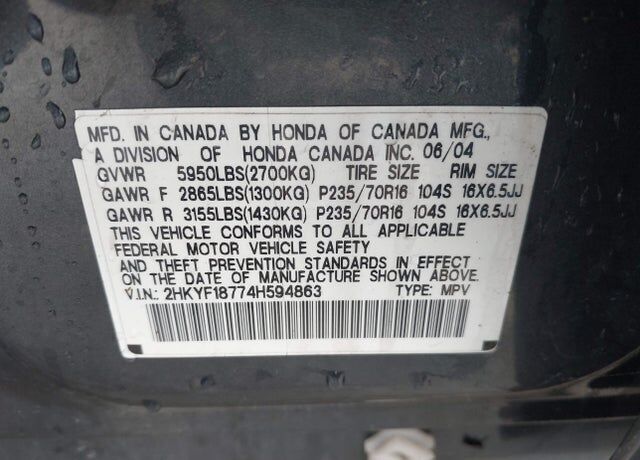 MFD. IN CANADA BY HONDA OF CANADA MFG.,
A DIVISION OF HONDA CANADA INC. 06/04
GVWR 5950LBS(2700KG) TIRE SIZE RIM SIZE
GAWR F 2865LBS(1300KG) P235/70R16 104S 16X6.5JJ
GAWR R 3155LBS(1430KG) P235/70R16 104S 16X6.5JJ
THIS VEHICLE CONFORMS TO ALL APPLICABLE
FEDERAL MOTOR VEHICLE SAFETY
AND THEFT PREVENTION STANDARDS IN EFFECT
ON THE DATE OF MANUFACTURE SHOWN ABOVE.
V.I.N.: 2HKYF18774H594863 TYPE: MPV